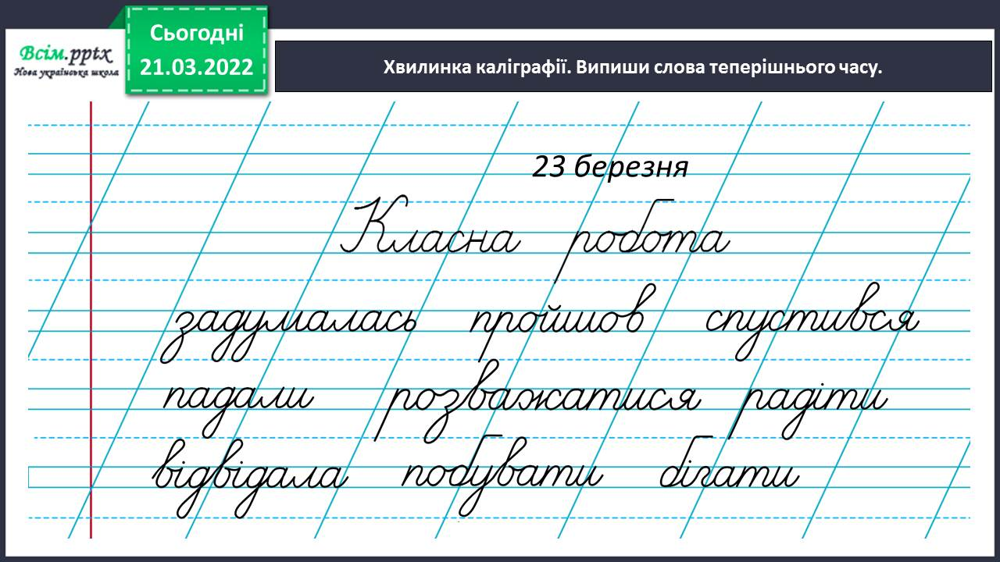 Сьогодні
21.03.2022
Всім.pptx
Нова українська школа
Хвилинка каліграфії. Випиши слова теперішнього часу.
23 березня
Класна робота
задумалась пройшов спустився
падали розважатися радіти
відвідала побувати бігати